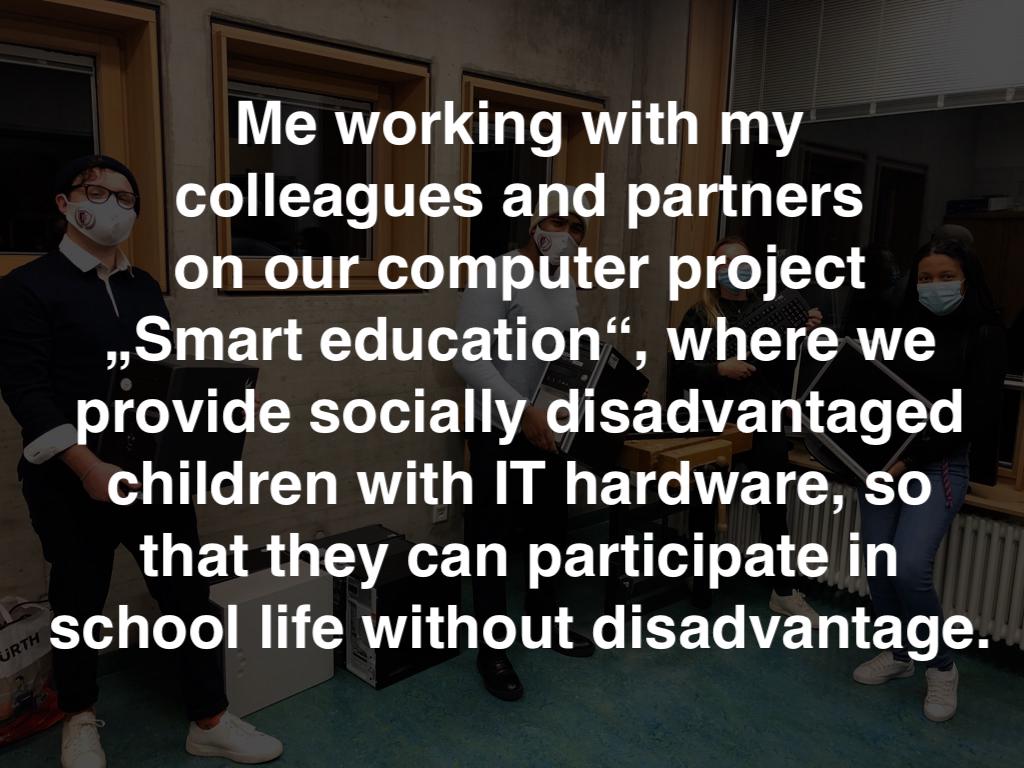 Me working with my
colleagues and partners
on our computer project
„Smart education“, where we
provide socially disadvantaged
children with IT hardware, so
that they can participate in
school life without disadvantage.
URTH